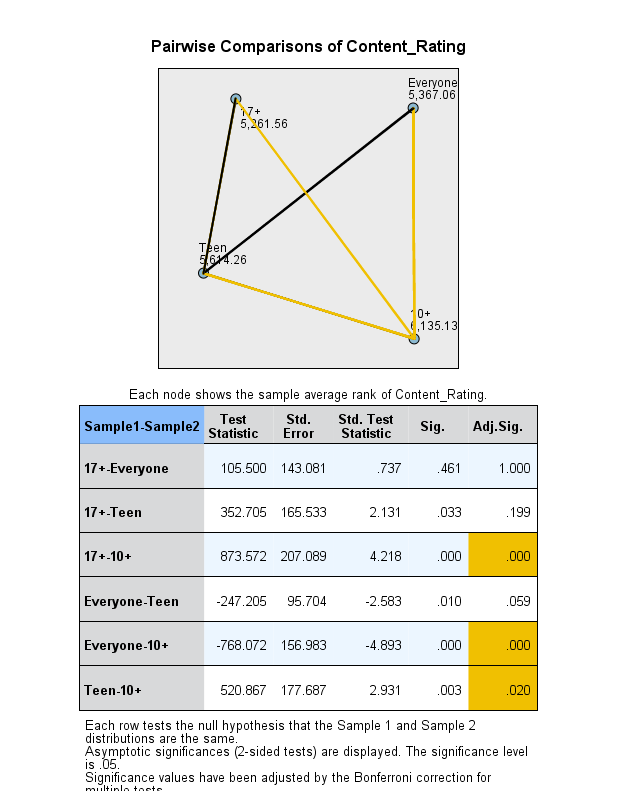 Pairwise Comparisons of Content_Rating
Everyone
5,367.06
17+
5,261.56
Teen
5,614.26
10+
6,135.13
Each node shows the sample average rank of Content_Rating.
Sample1-Sample2 Test Statistic Std. Error Std. Test Statistic Sig. Adj.Sig.
17+-Everyone 105.500 143.081 .737 .461 1.000
17+-Teen 352.705 165.533 2.131 .033 .199
17+-10+ 873.572 207.089 4.218 .000 .000
Everyone-Teen -247.205 95.704 -2.583 .010 .059
Everyone-10+ -768.072 156.983 -4.893 .000 .000
Teen-10+ 520.867 177.687 2.931 .003 .020
Each row tests the null hypothesis that the Sample 1 and Sample 2
distributions are the same.
Asymptotic significances (2-sided tests) are displayed. The significance level
is .05.
Significance values have been adjusted by the Bonferroni correction for
multiple tests.